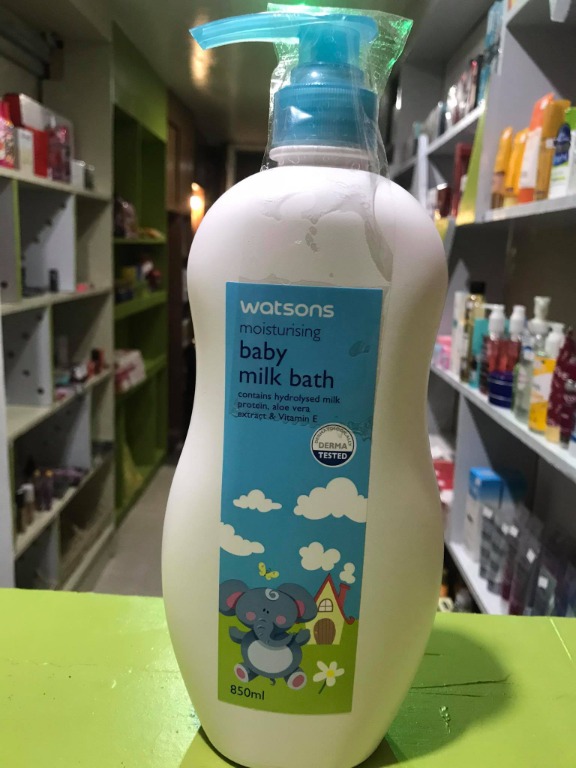 watsons
moisturising
baby
milk bath
contains hydrolysed milk
protein, aloe vera
extract & Vitamin E
DERMA
TESTED
850ml